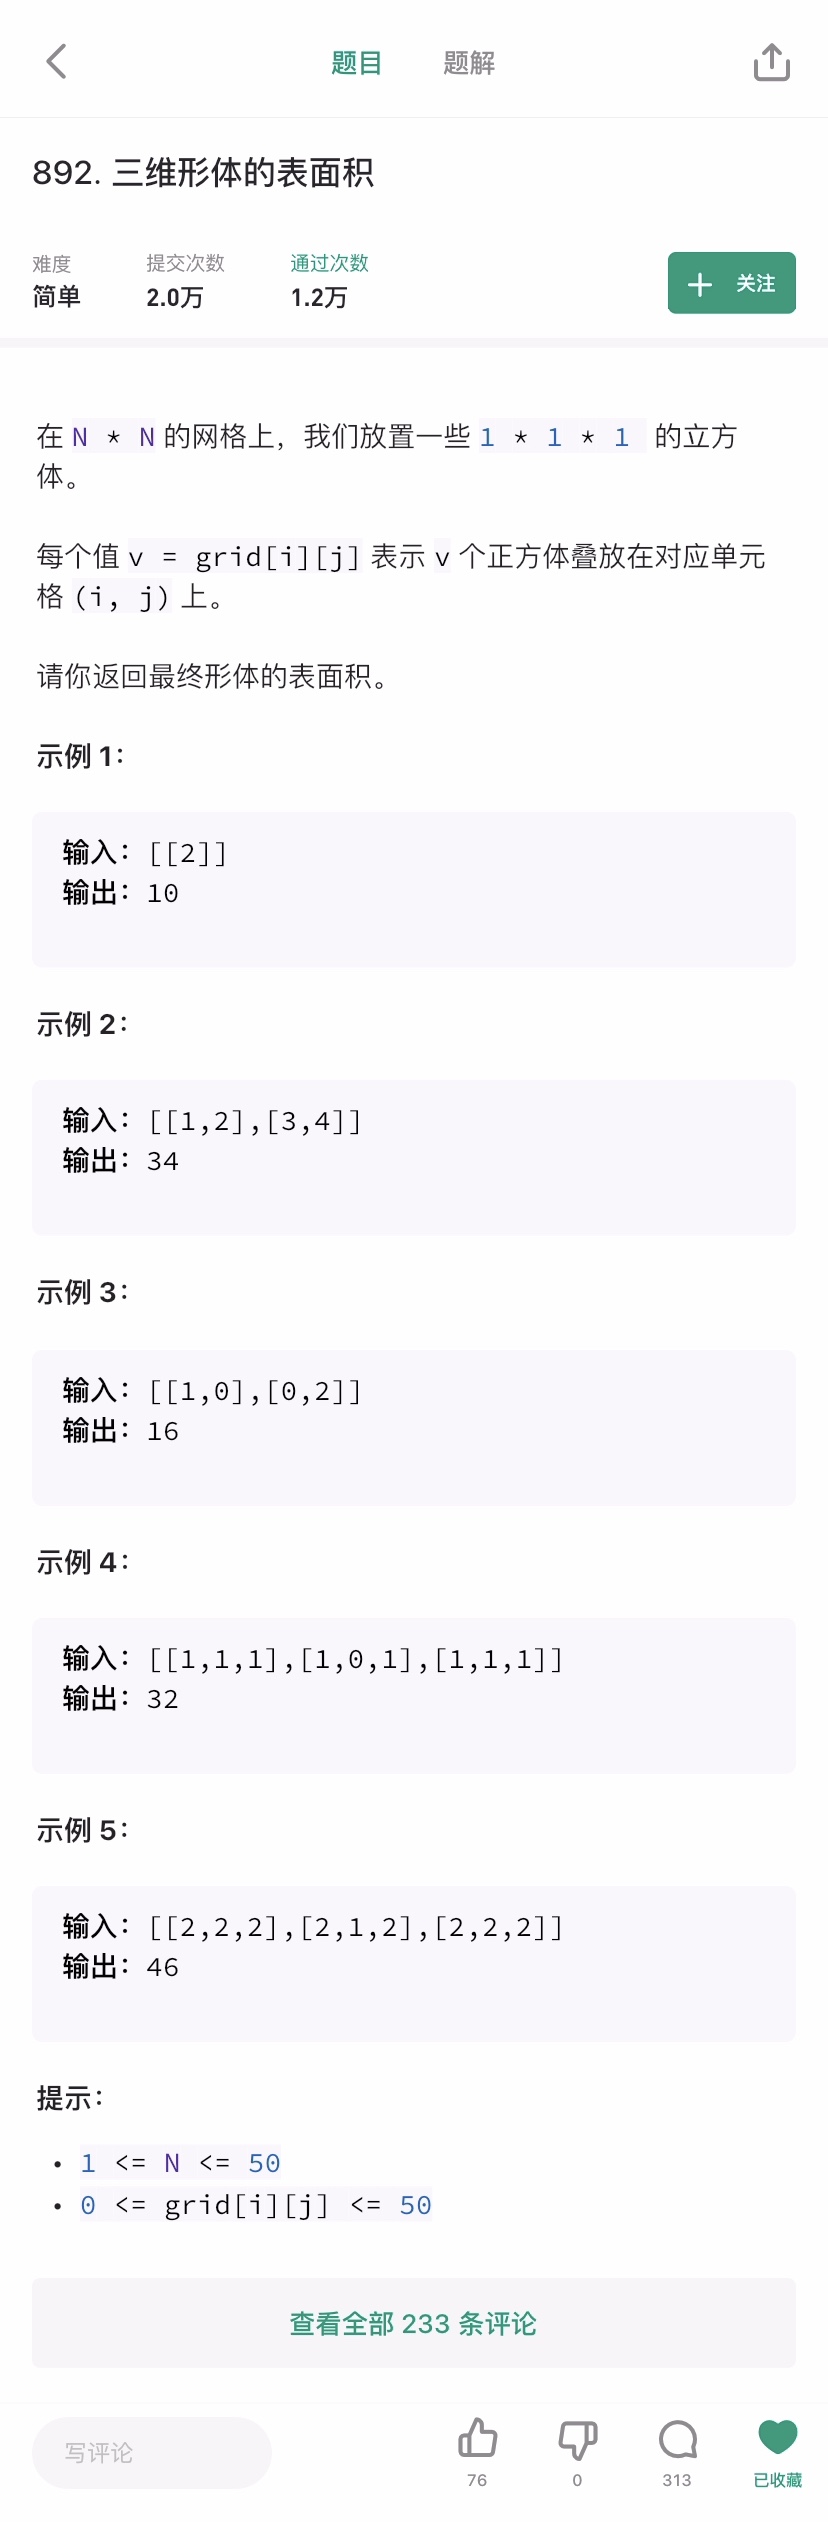 题目 题解
892. 三维形体的表面积
难度 提交次数 通过次数
简单 2.0万 1.2万
关注
在 N * N 的网格上，我们放置一些 1 * 1 * 1 的立方
体。
每个值 v = grid[i][j] 表示 v 个正方体叠放在对应单元
格 (i, j) 上。
请你返回最终形体的表面积。
示例 1：
输入：[[2]]
输出：10
示例 2：
输入：[[1,2],[3,4]]
输出：34
示例 3：
输入：[[1,0],[0,2]]
输出：16
示例 4：
输入：[[1,1,1],[1,0,1],[1,1,1]]
输出：32
示例 5：
输入：[[2,2,2],[2,1,2],[2,2,2]]
输出：46
提示：
• 1 <= N <= 50
• 0 <= grid[i][j] <= 50
查看全部 233 条评论
写评论
76 0 313 已收藏